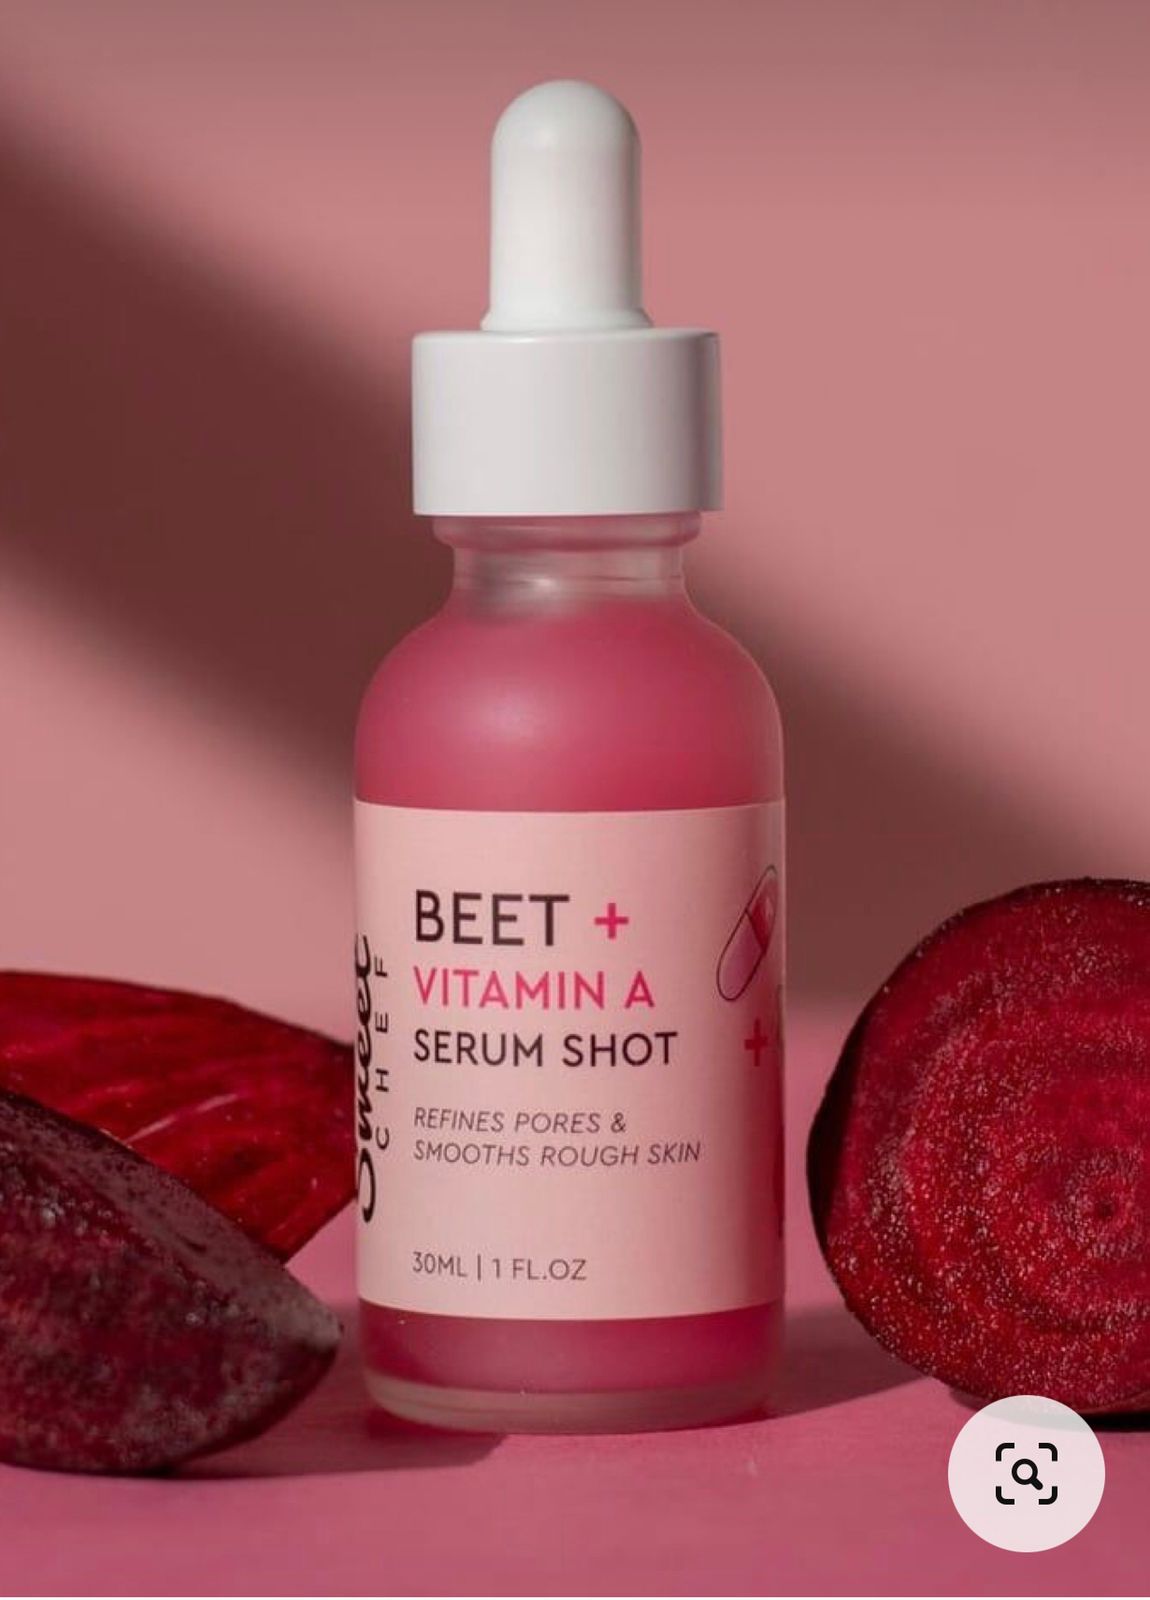 BEET +
VITAMIN A
SERUM SHOT
REFINES PORES &
SMOOTHS ROUGH SKIN
30ML | 1 FL.OZ
Sweet
CHEF
+